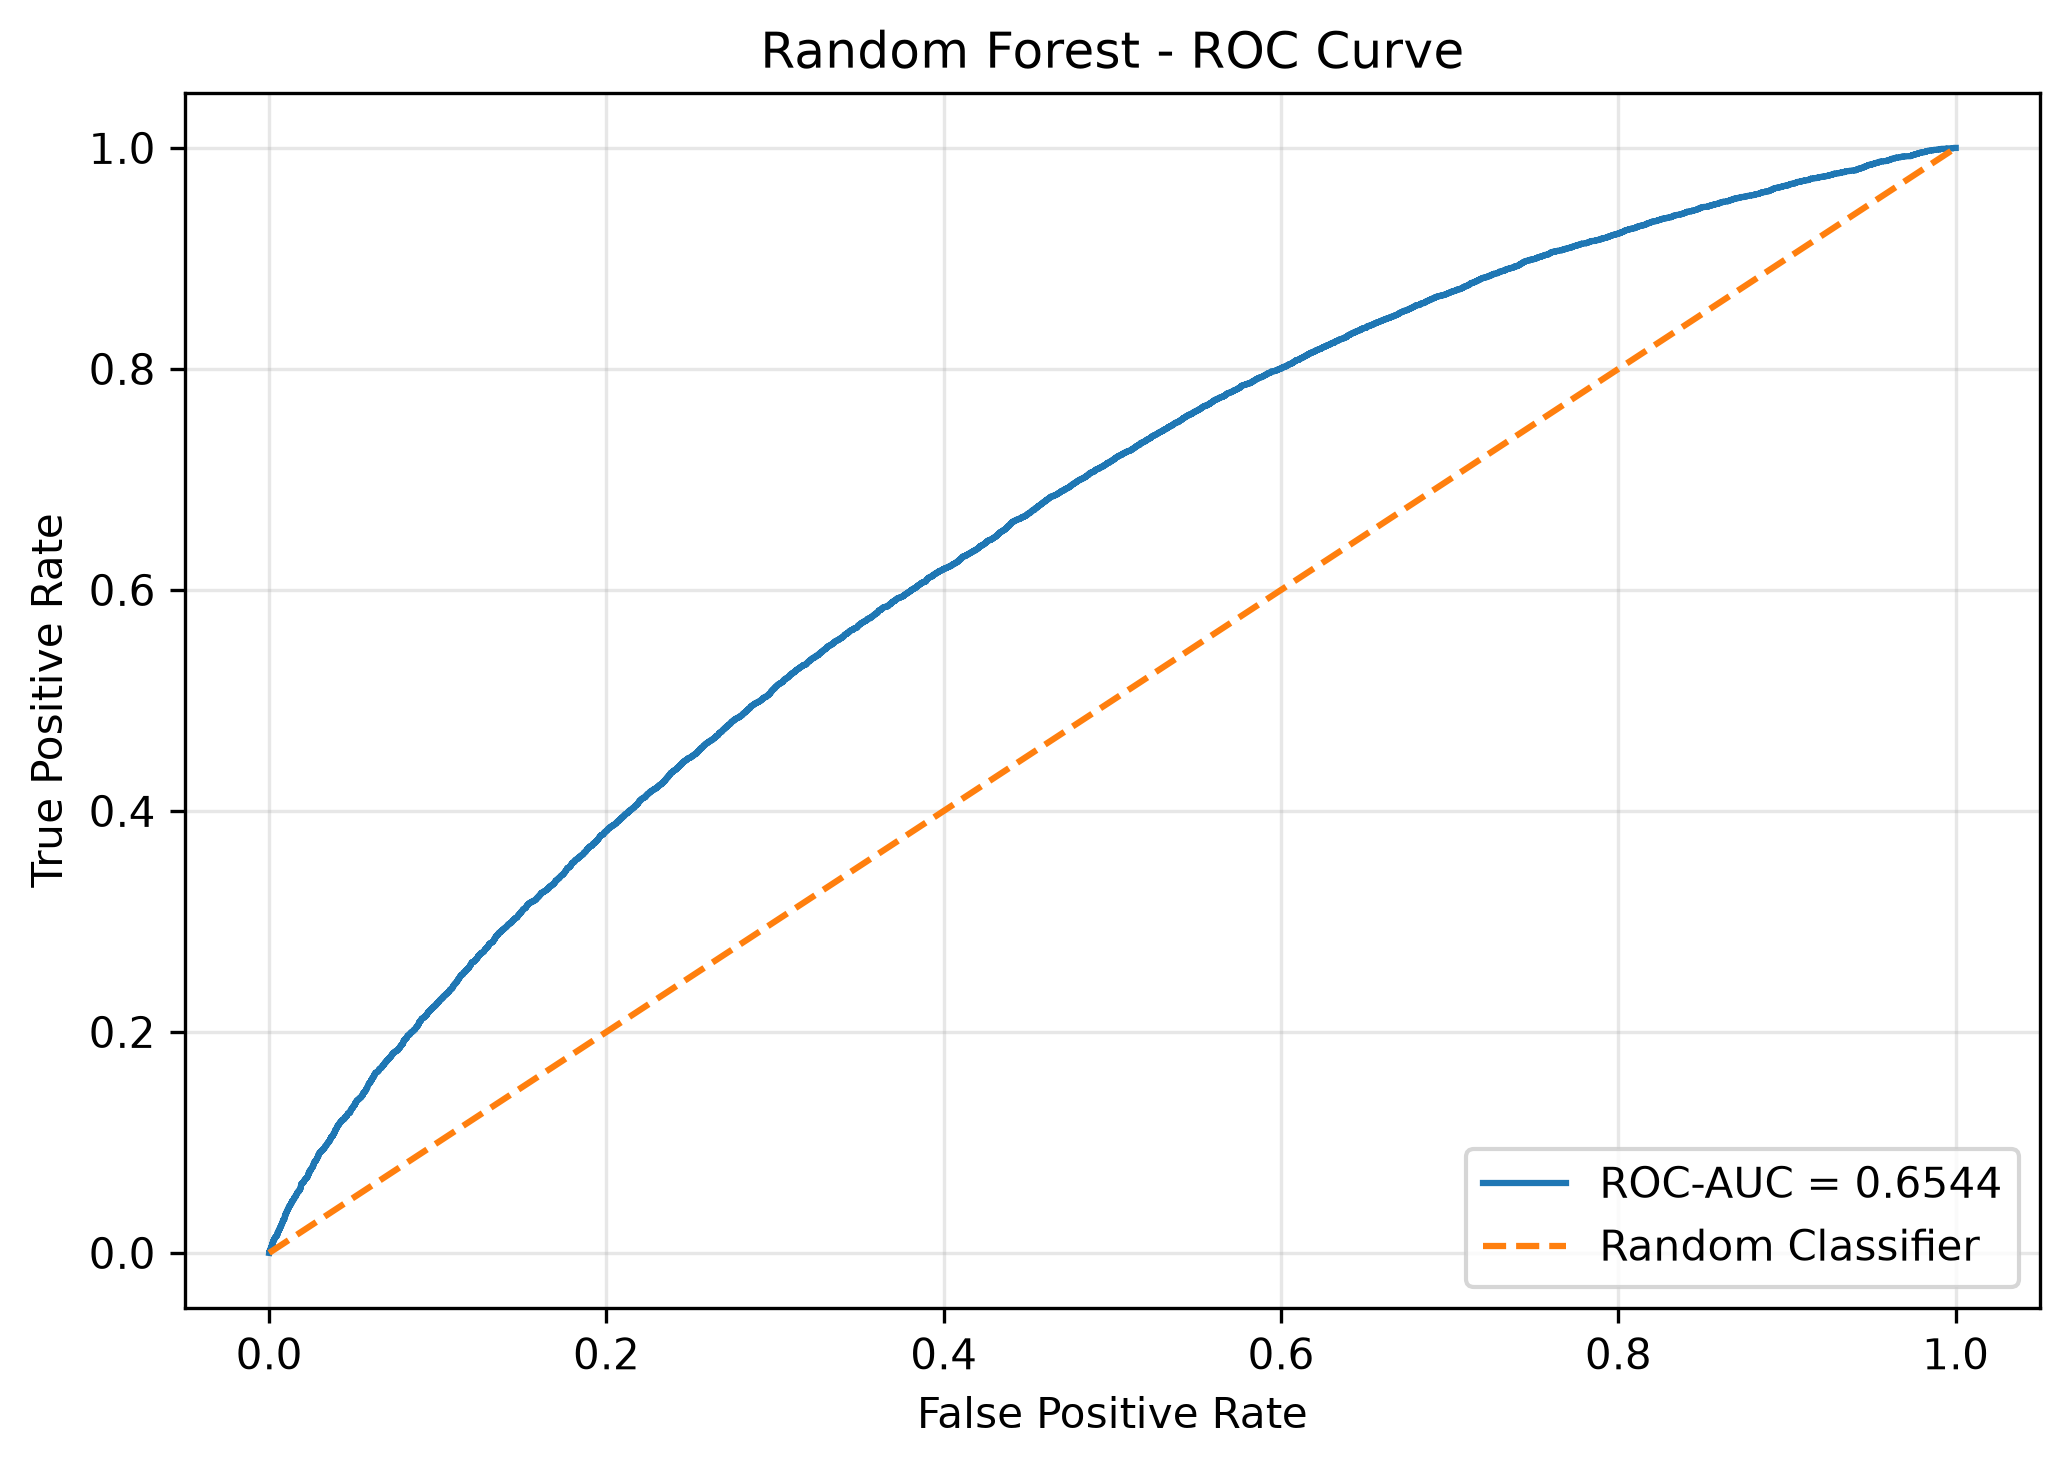 Random Forest - ROC Curve
1.0
0.8
0.6
0.4
0.2
0.0
True Positive Rate
ROC-AUC = 0.6544
Random Classifier
0.0 0.2 0.4 0.6 0.8 1.0
False Positive Rate